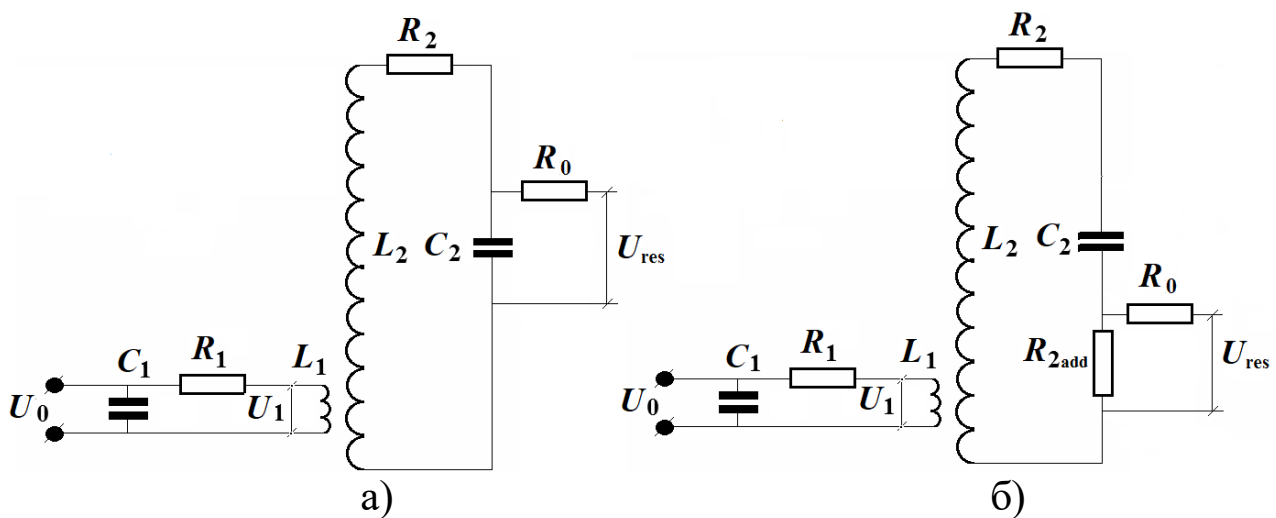 R2
R0
L2
C2
Ures
C1
R1
L1
U0
U1
а)
R2
L2
C2
R0
R2add
Ures
C1
R1
L1
U0
U1
б)